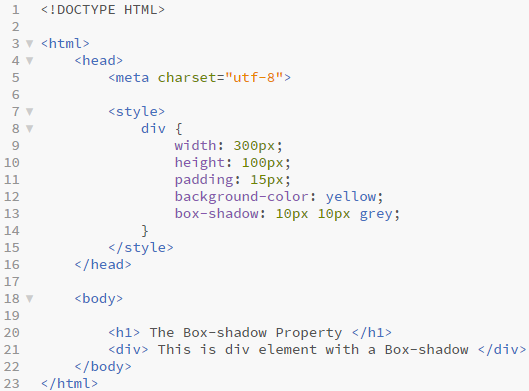 1 <!DOCTYPE HTML>
2
3 <html>
4 <head>
5 <meta charset="utf-8">
6
7 <style>
8 div {
9 width: 300px;
10 height: 100px;
11 padding: 15px;
12 background-color: yellow;
13 box-shadow: 10px 10px grey;
14 }
15 </style>
16 </head>
17
18 <body>
19
20 <h1> The Box-shadow Property </h1>
21 <div> This is div element with a Box-shadow </div>
22 </body>
23 </html>